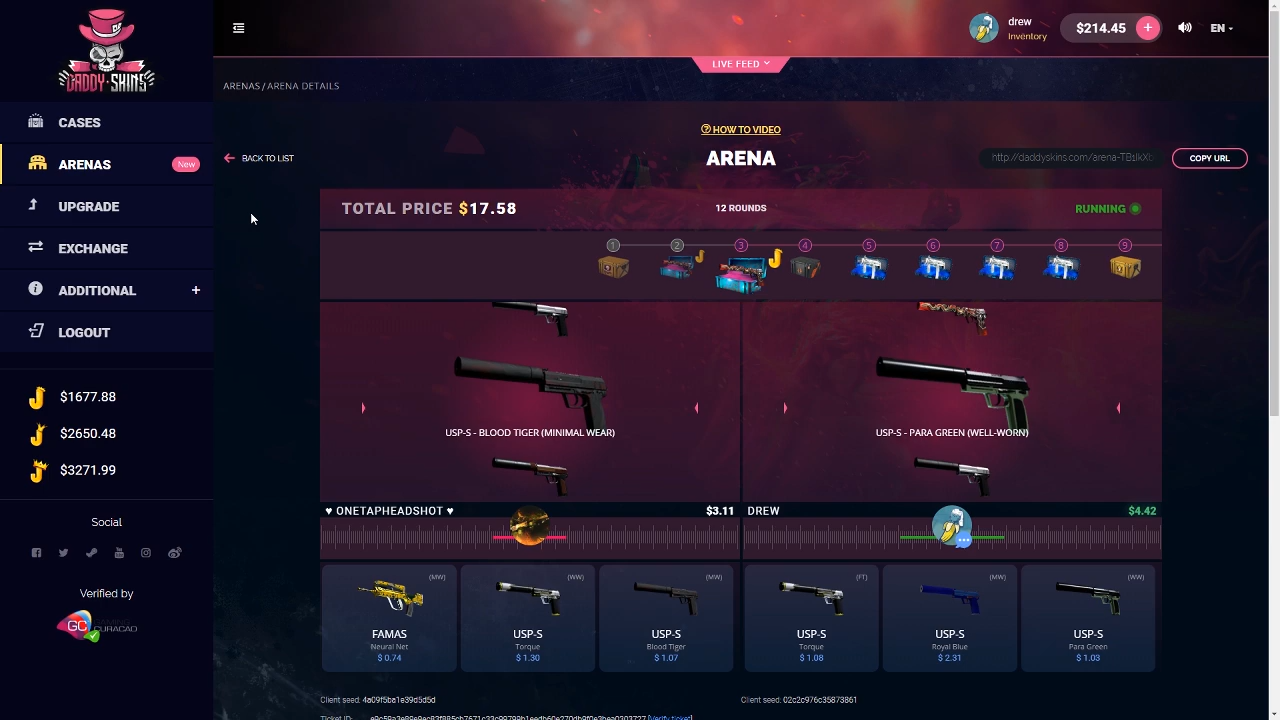 DADDY SKINS
drew
Inventory
$214.45
EN
LIVE FEED
ARENAS / ARENA DETAILS
CASES
ARENAS
New
UPGRADE
EXCHANGE
ADDITIONAL
LOGOUT
$1677.88
$2650.48
$3271.99
Social
Verified by
GC GAMING
CURACAO
HOW TO VIDEO
BACK TO LIST
ARENA
COPY URL
TOTAL PRICE $17.58
12 ROUNDS
RUNNING
1 2 3 4 5 6 7 8 9
USP-S - BLOOD TIGER (MINIMAL WEAR)
USP-S - PARA GREEN (WELL-WORN)
♥ ONETAPHEADSHOT ♥ $3.11
DREW $4.42
(MW)
FAMAS
Neural Net
$ 0.74
(WW)
USP-S
Torque
$ 1.30
(MW)
USP-S
Blood Tiger
$ 1.07
(FT)
USP-S
Torque
$ 1.08
(MW)
USP-S
Royal Blue
$ 2.31
(WW)
USP-S
Para Green
$ 1.03
Client seed: 4a09f5ba1e39d5d5d
Client seed: 02c2c976c35873861
Ticket ID: